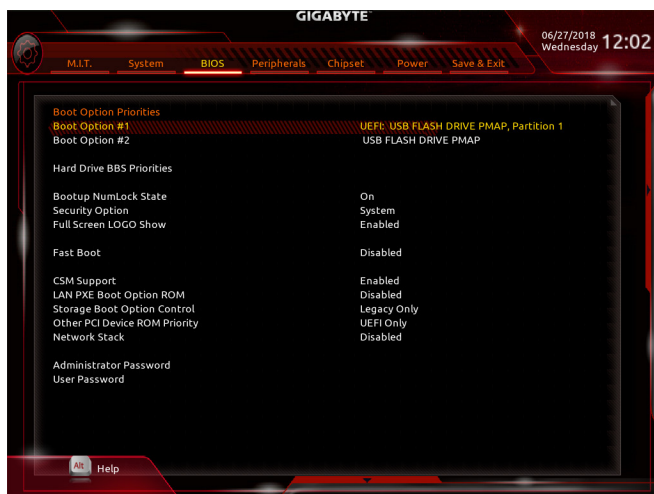 GIGABYTE
06/27/2018
Wednesday 12:02
M.I.T. System BIOS Peripherals Chipset Power Save & Exit
Boot Option Priorities
Boot Option #1 UEFI: USB FLASH DRIVE PMAP, Partition 1
Boot Option #2 USB FLASH DRIVE PMAP
Hard Drive BBS Priorities
Bootup NumLock State On
Security Option System
Full Screen LOGO Show Enabled
Fast Boot Disabled
CSM Support Enabled
LAN PXE Boot Option ROM Disabled
Storage Boot Option Control Legacy Only
Other PCI Device ROM Priority UEFI Only
Network Stack Disabled
Administrator Password
User Password
Alt Help